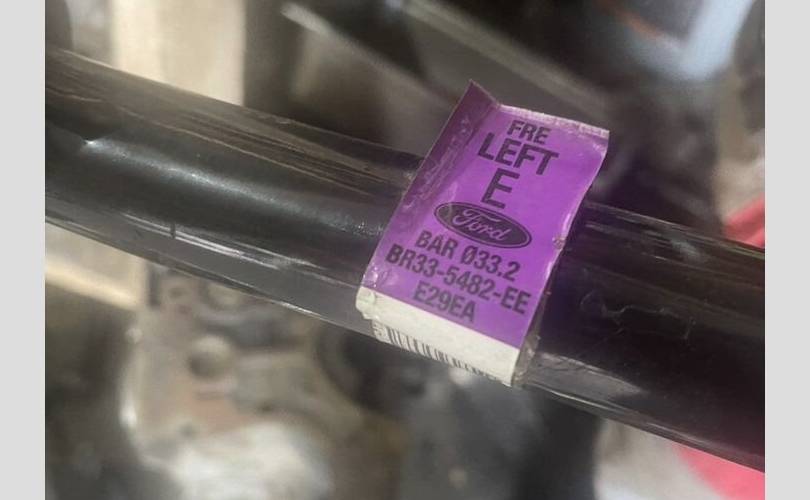 FRE
LEFT
E
Ford
BAR Ø33.2
BR33-5482-EE
E29EA